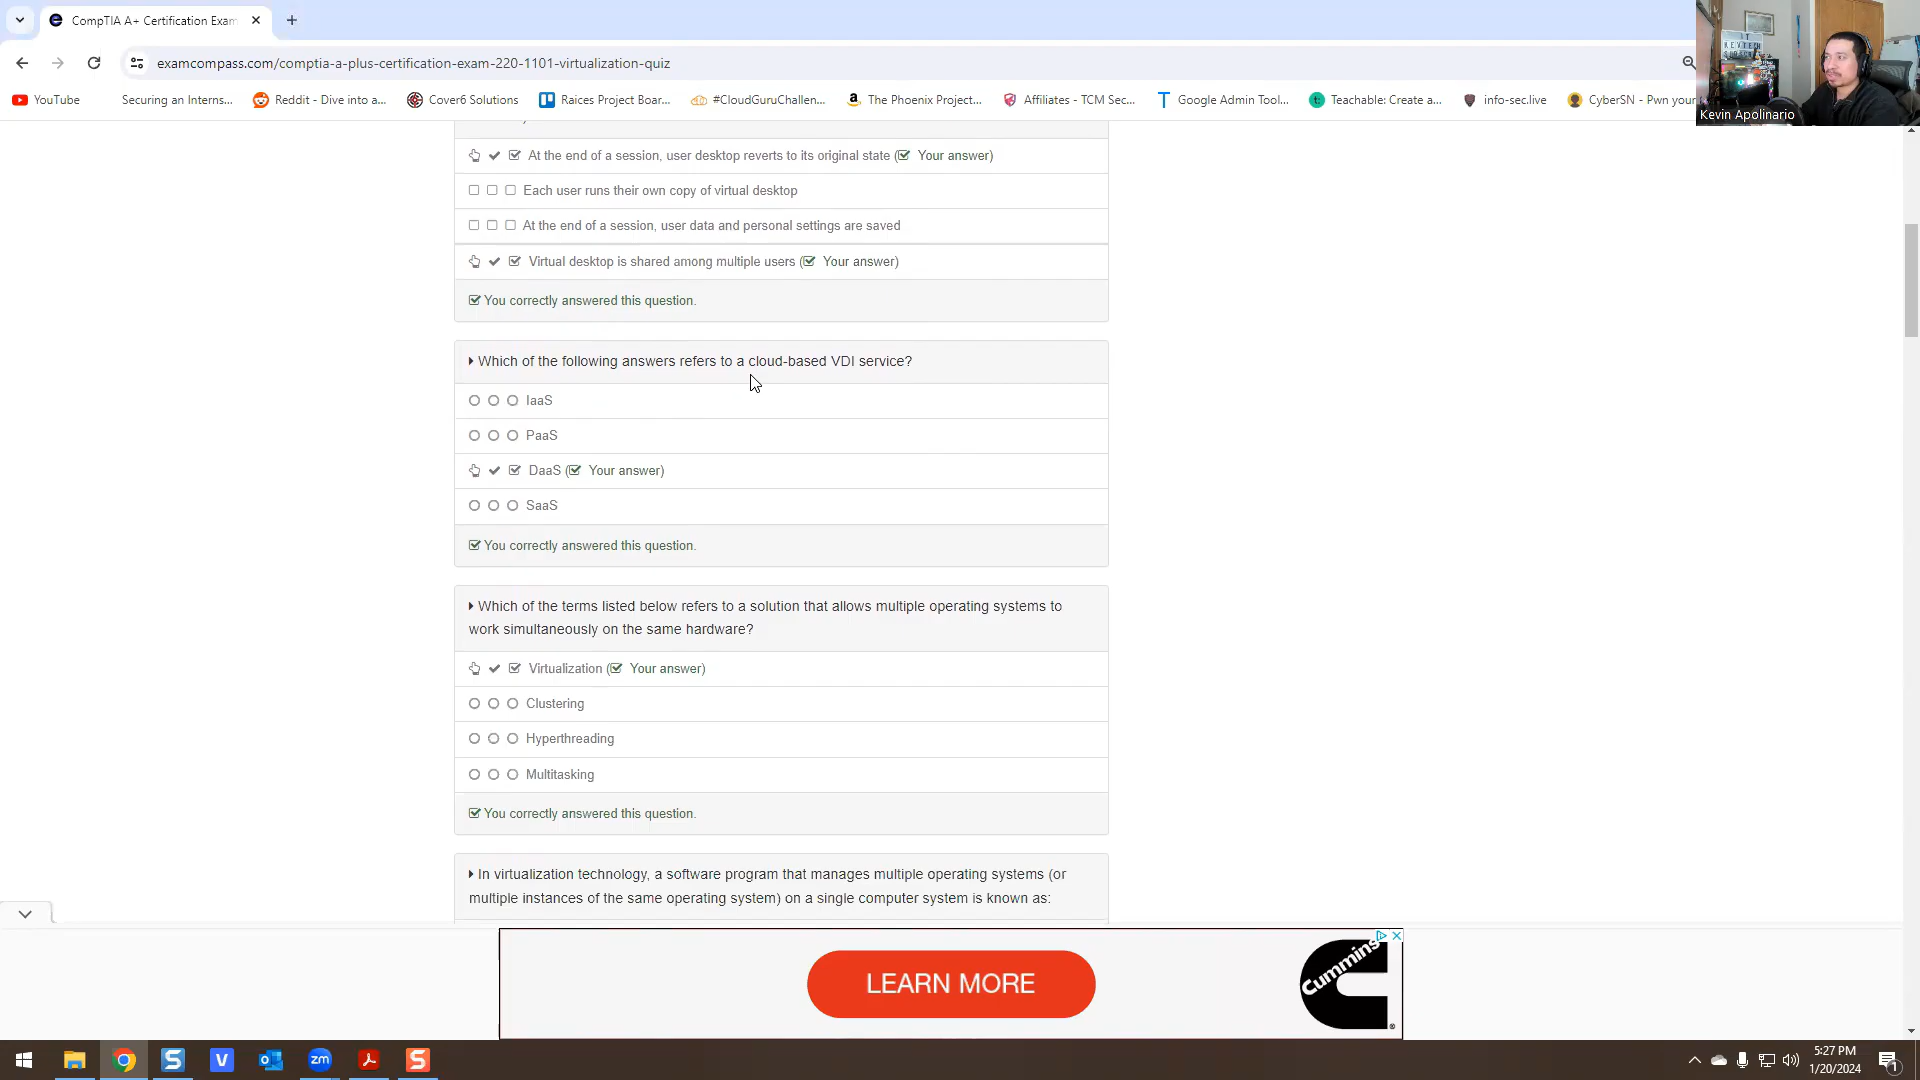 CompTIA A+ Certification Exam
examcompass.com/comptia-a-plus-certification-exam-220-1101-virtualization-quiz
YouTube
Securing an Interns...
Reddit - Dive into a...
Cover6 Solutions
Raices Project Boar...
#CloudGuruChallen...
The Phoenix Project...
Affiliates - TCM Sec...
Google Admin Tool...
Teachable: Create a...
info-sec.live
CyberSN - Pwn your
Kevin Apolinario
At the end of a session, user desktop reverts to its original state ( Your answer)
Each user runs their own copy of virtual desktop
At the end of a session, user data and personal settings are saved
Virtual desktop is shared among multiple users ( Your answer)
You correctly answered this question.
Which of the following answers refers to a cloud-based VDI service?
IaaS
PaaS
DaaS ( Your answer)
SaaS
You correctly answered this question.
Which of the terms listed below refers to a solution that allows multiple operating systems to
work simultaneously on the same hardware?
Virtualization ( Your answer)
Clustering
Hyperthreading
Multitasking
You correctly answered this question.
In virtualization technology, a software program that manages multiple operating systems (or
multiple instances of the same operating system) on a single computer system is known as:
LEARN MORE
Cummins
zm
5:27 PM
1/20/2024